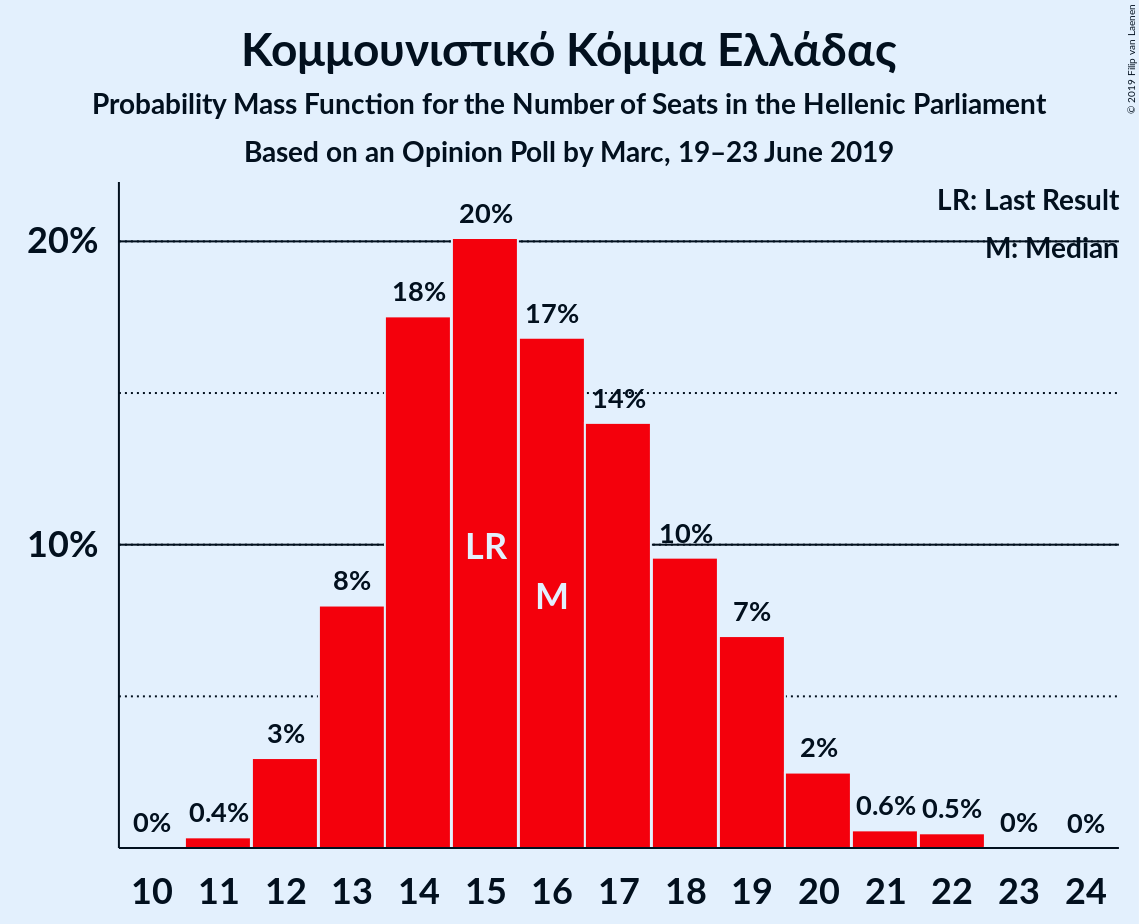 Κομμουνιστικό Κόμμα Ελλάδας
Probability Mass Function for the Number of Seats in the Hellenic Parliament
Based on an Opinion Poll by Marc, 19–23 June 2019
© 2019 Filip van Laenen
LR: Last Result
M: Median
20%
10%
0%
0.4%
3%
8%
18%
20%
17%
14%
10%
7%
2%
0.6%
0.5%
0%
0%
LR
M
10 11 12 13 14 15 16 17 18 19 20 21 22 23 24